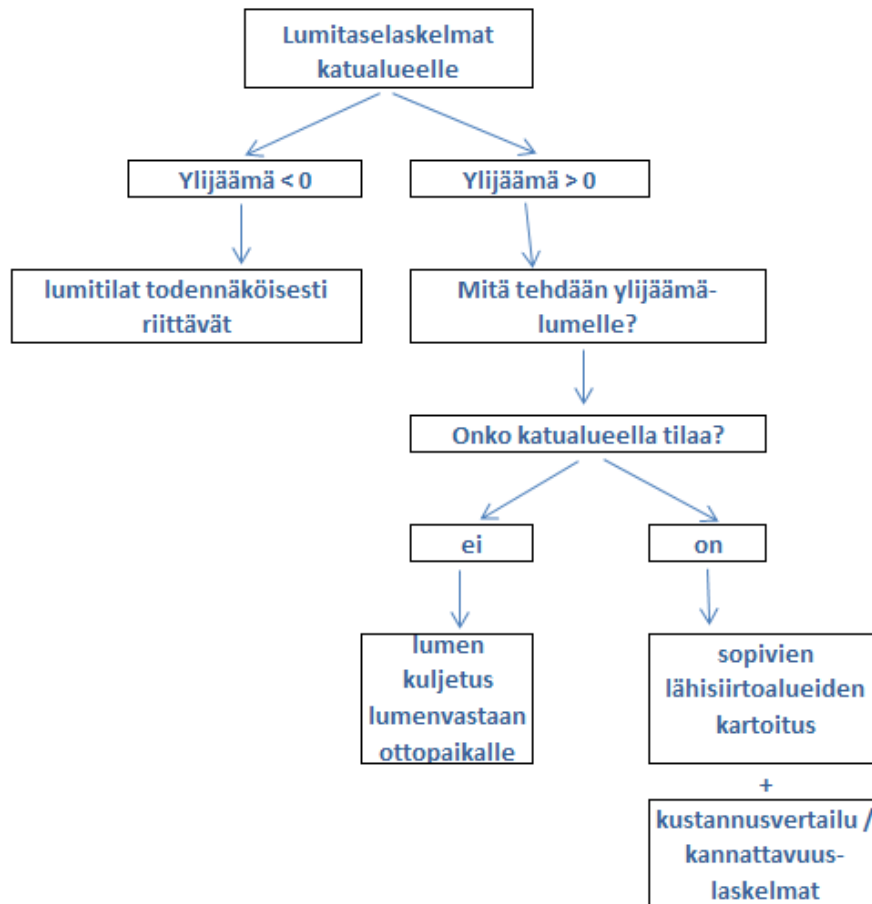 Lumitaselaskelmat
katualueelle
Ylijäämä < 0
Ylijäämä > 0
lumitilat todennäköisesti
riittävät
Mitä tehdään ylijäämä-
lumelle?
Onko katualueella tilaa?
ei
on
lumen
kuljetus
lumenvastaan
ottopaikalle
sopivien
lähisiirtoalueiden
kartoitus
+
kustannusvertailu /
kannattavuus-
laskelmat